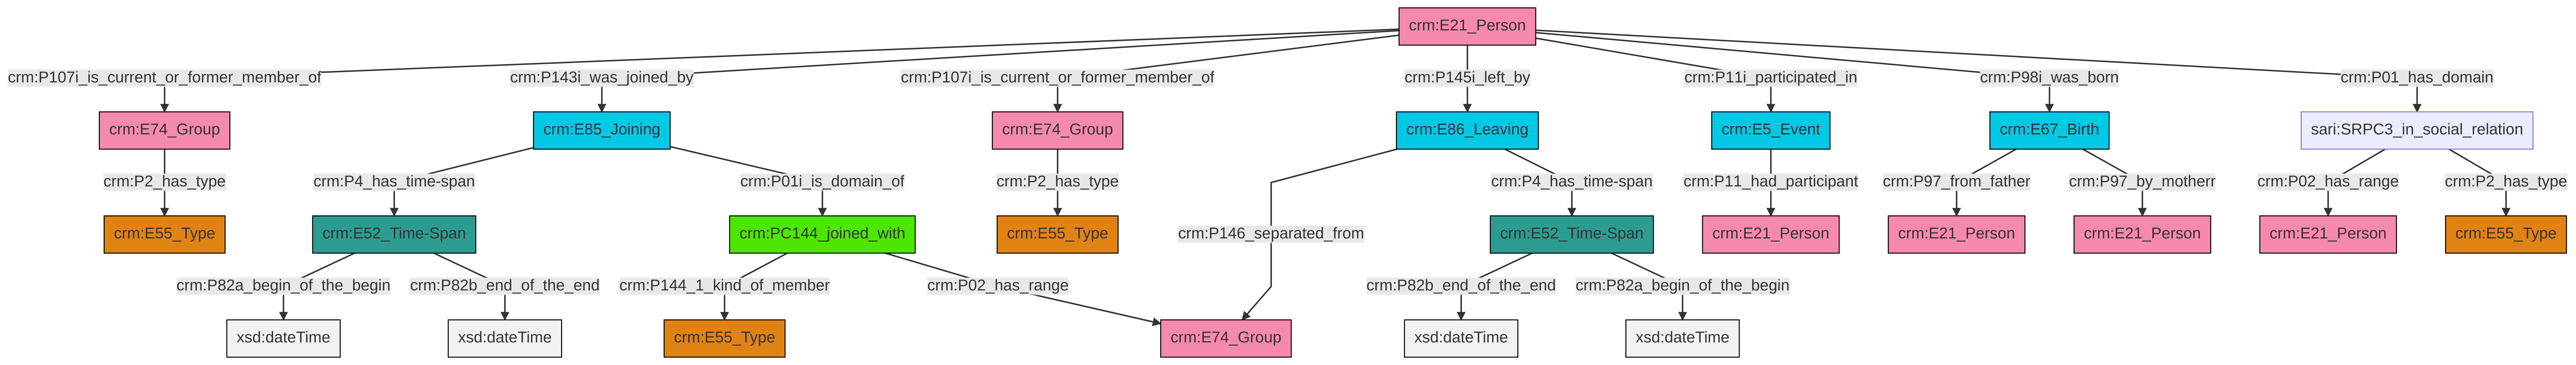 crm:E21_Person
crm:P107i_is_current_or_former_member_of
crm:P143i_was_joined_by
crm:P107i_is_current_or_former_member_of
crm:P145i_left_by
crm:P11i_participated_in
crm:P98i_was_born
crm:P01_has_domain
crm:E74_Group
crm:E85_Joining
crm:E74_Group
crm:E86_Leaving
crm:E5_Event
crm:E67_Birth
sari:SRPC3_in_social_relation
crm:P2_has_type
crm:P4_has_time-span
crm:P01i_is_domain_of
crm:P2_has_type
crm:P4_has_time-span
crm:P11_had_participant
crm:P97_from_father
crm:P97_by_motherr
crm:P02_has_range
crm:P2_has_type
crm:E55_Type
crm:E52_Time-Span
crm:PC144_joined_with
crm:E55_Type
crm:P146_separated_from
crm:E52_Time-Span
crm:E21_Person
crm:E21_Person
crm:E21_Person
crm:E21_Person
crm:E55_Type
crm:P82a_begin_of_the_begin
crm:P82b_end_of_the_end
crm:P144_1_kind_of_member
crm:P02_has_range
crm:P82b_end_of_the_end
crm:P82a_begin_of_the_begin
xsd:dateTime
xsd:dateTime
crm:E55_Type
crm:E74_Group
xsd:dateTime
xsd:dateTime